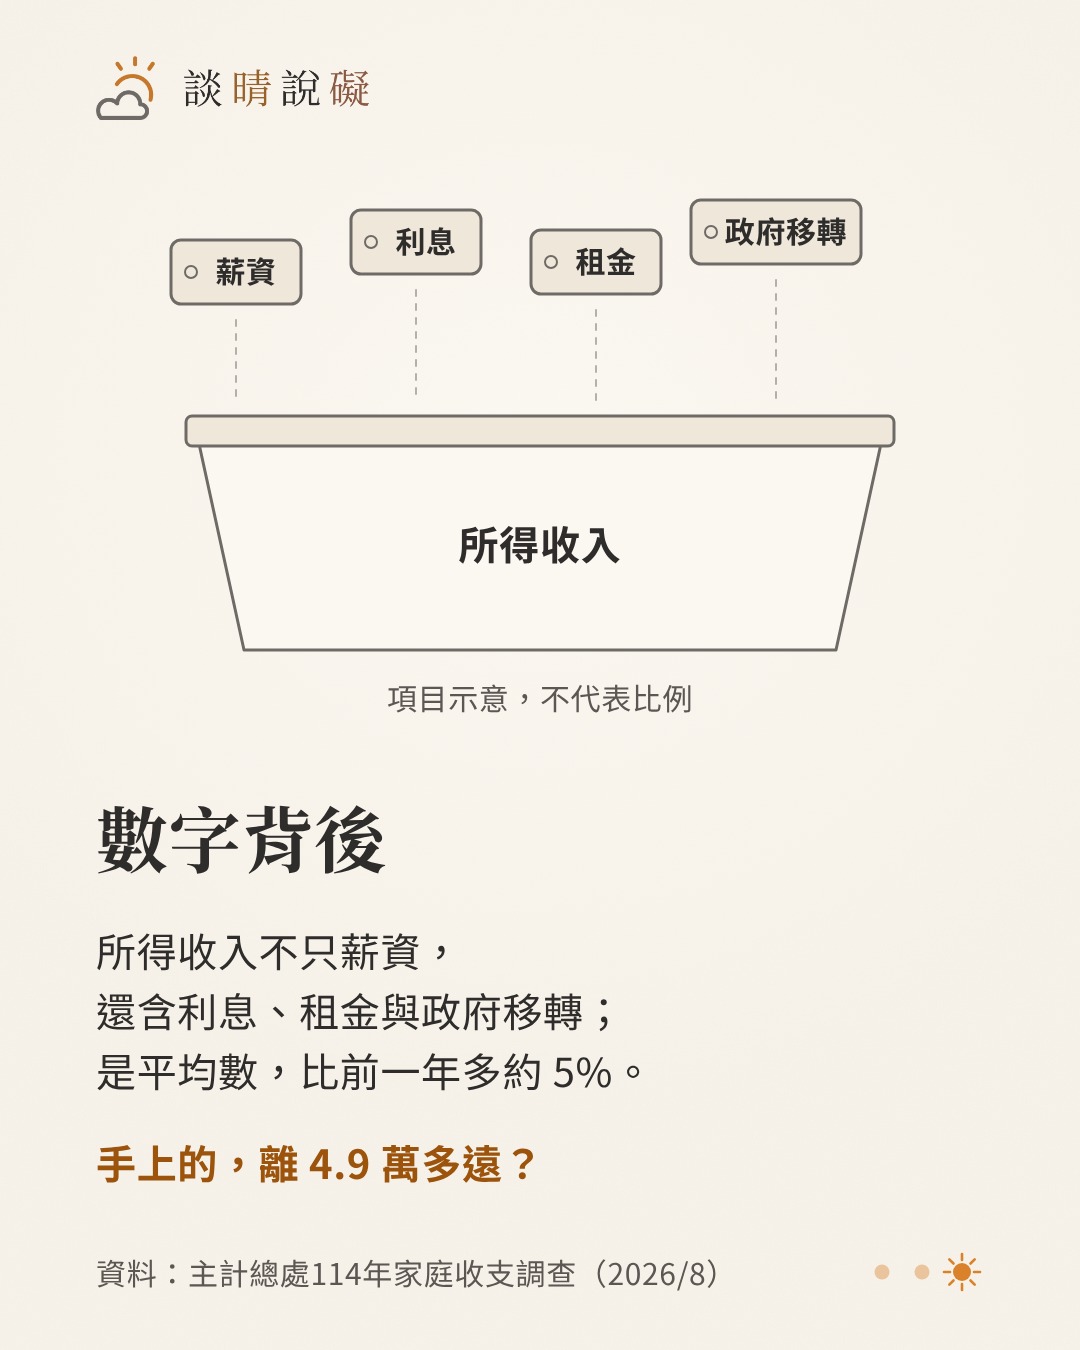 談晴說礙
薪資
利息
租金
政府移轉
所得收入
項目示意，不代表比例
數字背後
所得收入不只薪資，
還含利息、租金與政府移轉；
是平均數，比前一年多約 5%。
手上的，離 4.9 萬多遠？
資料：主計總處114年家庭收支調查（2026/8）